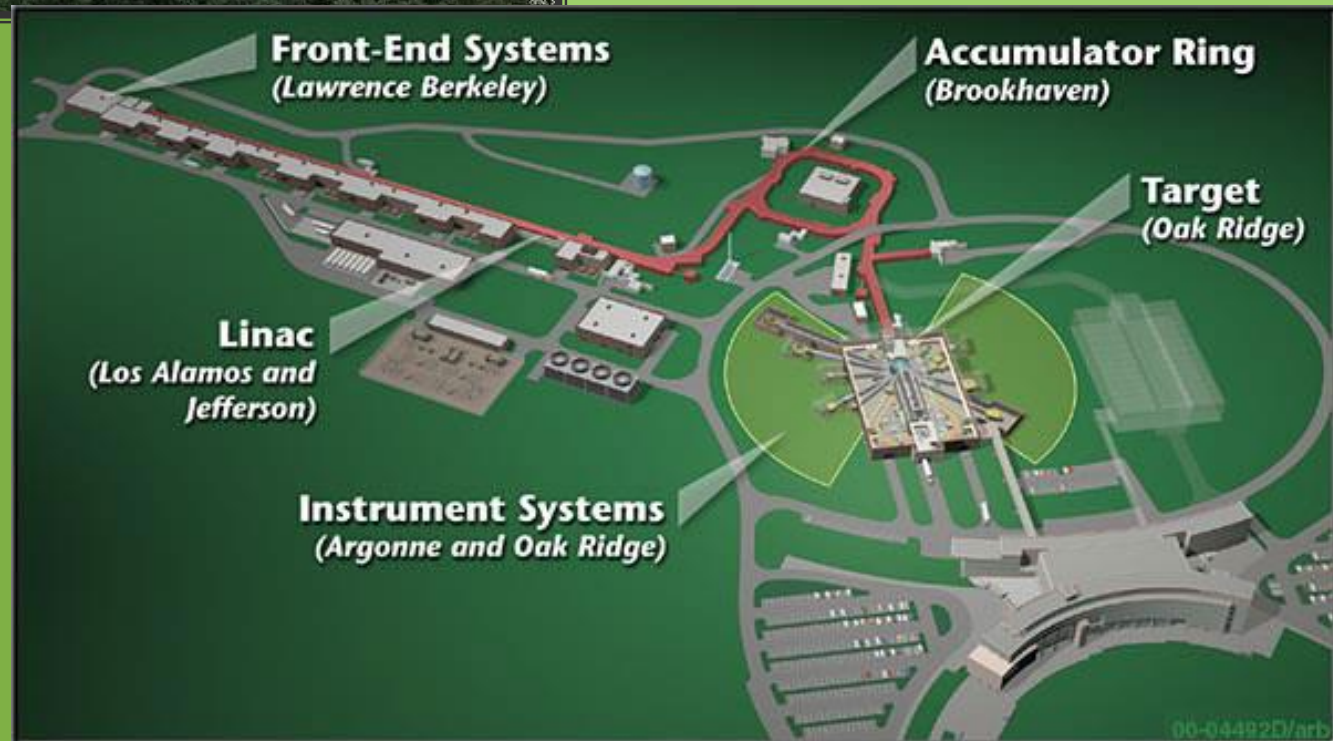 Front-End Systems
(Lawrence Berkeley)
Accumulator Ring
(Brookhaven)
Target
(Oak Ridge)
Linac
(Los Alamos and
Jefferson)
Instrument Systems
(Argonne and Oak Ridge)
00-04492D/arb